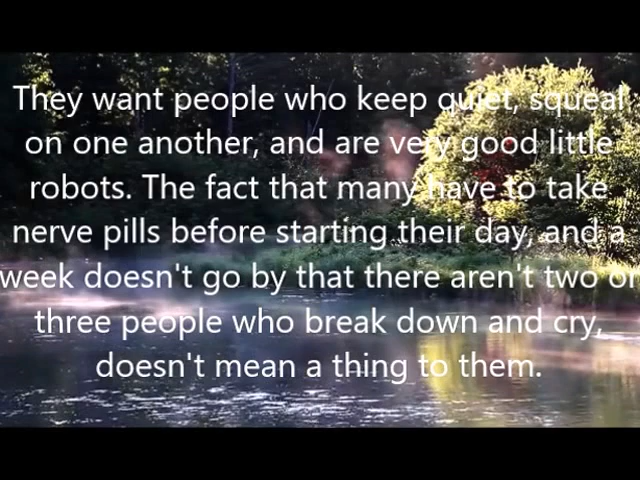 They want people who keep quiet, squeal
on one another, and are very good little
robots. The fact that many have to take
nerve pills before starting their day, and a
week doesn't go by that there aren't two or
three people who break down and cry,
doesn't mean a thing to them.